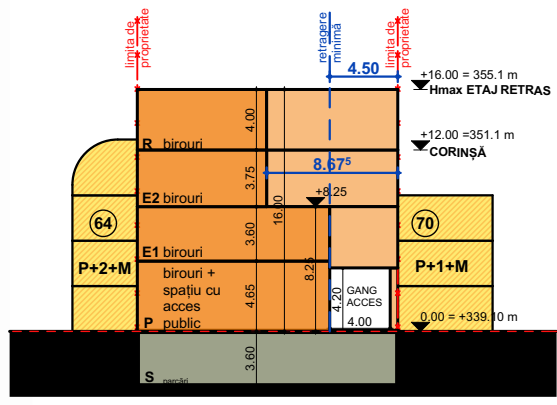 limita de
proprietate
retragere
minimă
limita de
proprietate
4.50
+16.00 = 355.1 m
Hmax ETAJ RETRAS
4.00
R birouri
+12.00 =351.1 m
CORINȘĂ
8.67⁵
3.75
16.00
E2 birouri
+8.25
64
70
3.60
8.25
E1 birouri
P+2+M
P+1+M
birouri +
spațiu cu
acces
P public
4.65
4.20
GANG
ACCES
4.00
0,00 = +339.10 m
3.60
S parcări